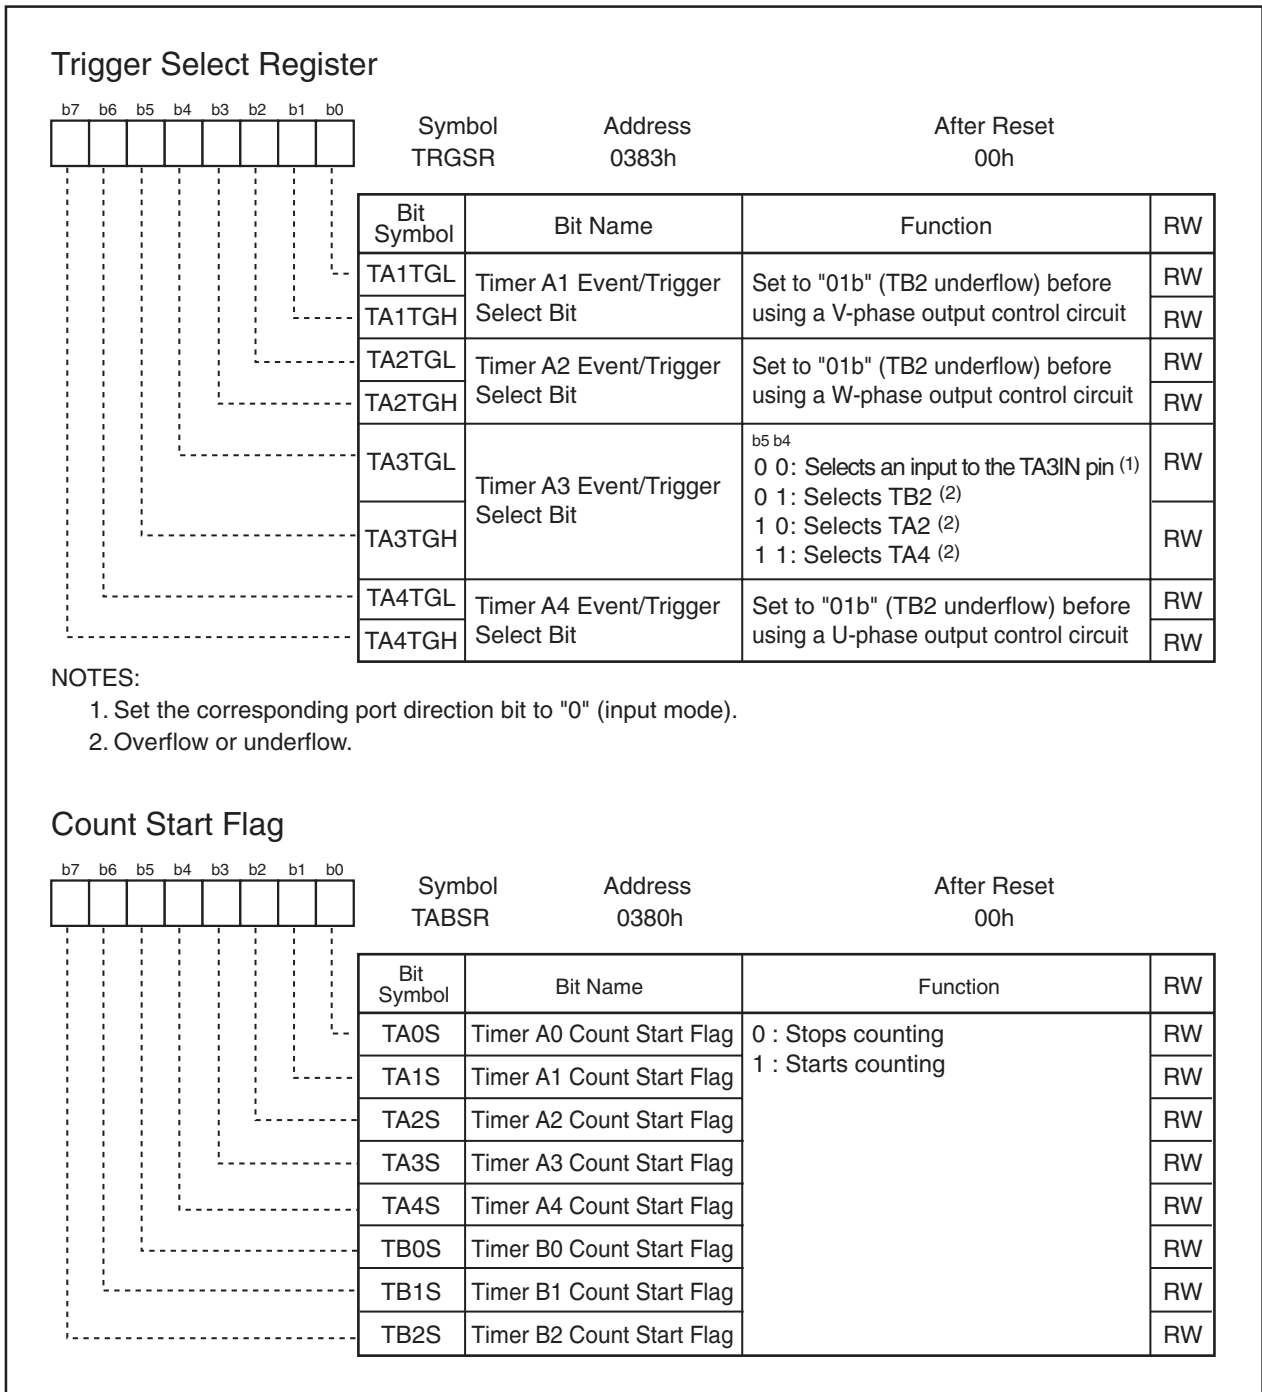 Trigger Select Register
b7 b6 b5 b4 b3 b2 b1 b0
Symbol Address After Reset
TRGSR 0383h 00h
Bit Symbol Bit Name Function RW
TA1TGL Timer A1 Event/Trigger Select Bit Set to "01b" (TB2 underflow) before using a V-phase output control circuit RW
TA1TGH RW
TA2TGL Timer A2 Event/Trigger Select Bit Set to "01b" (TB2 underflow) before using a W-phase output control circuit RW
TA2TGH RW
TA3TGL Timer A3 Event/Trigger Select Bit b5 b4 RW
0 0: Selects an input to the TA3IN pin (1)
0 1: Selects TB2 (2)
TA3TGH 1 0: Selects TA2 (2) RW
1 1: Selects TA4 (2)
TA4TGL Timer A4 Event/Trigger Select Bit Set to "01b" (TB2 underflow) before using a U-phase output control circuit RW
TA4TGH RW
NOTES:
1. Set the corresponding port direction bit to "0" (input mode).
2. Overflow or underflow.
Count Start Flag
b7 b6 b5 b4 b3 b2 b1 b0
Symbol Address After Reset
TABSR 0380h 00h
Bit Symbol Bit Name Function RW
TA0S Timer A0 Count Start Flag 0 : Stops counting RW
1 : Starts counting
TA1S Timer A1 Count Start Flag RW
TA2S Timer A2 Count Start Flag RW
TA3S Timer A3 Count Start Flag RW
TA4S Timer A4 Count Start Flag RW
TB0S Timer B0 Count Start Flag RW
TB1S Timer B1 Count Start Flag RW
TB2S Timer B2 Count Start Flag RW